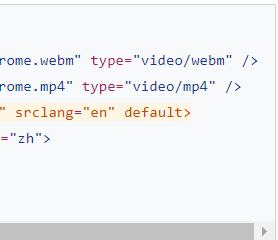 rome.webm" type="video/webm" />
rome.mp4" type="video/mp4" />
" srclang="en" default>
="zh">